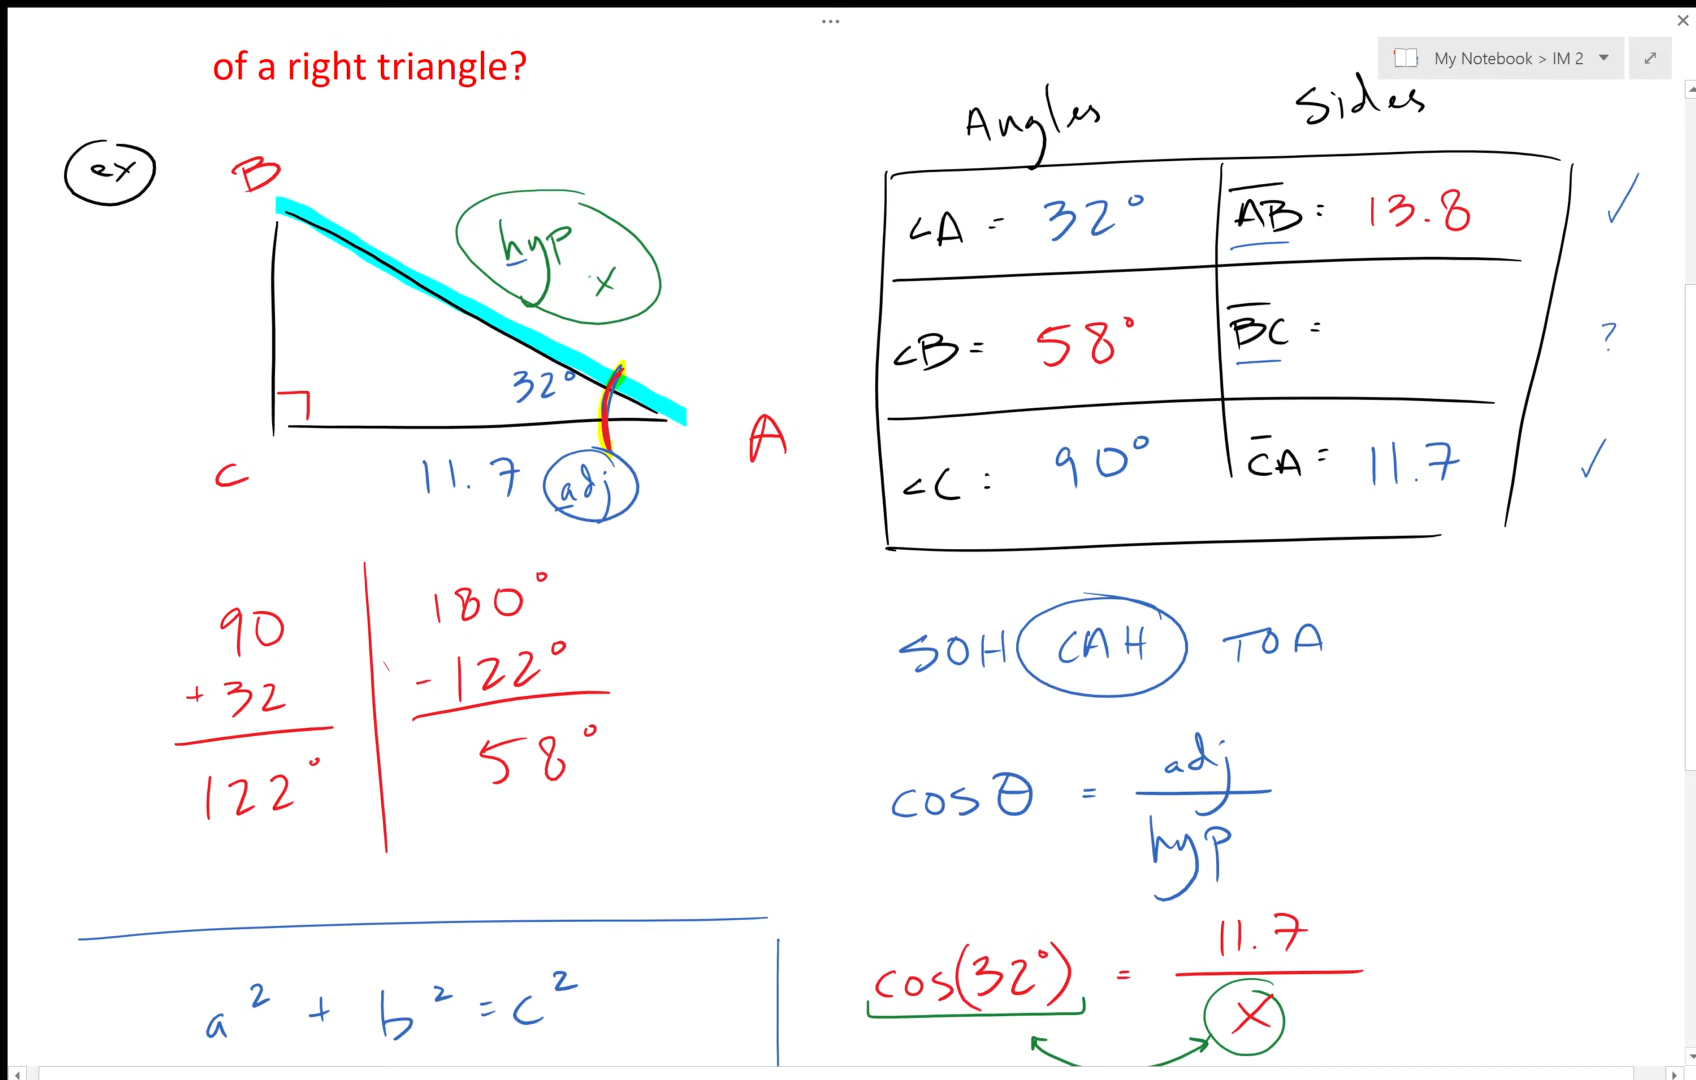 of a right triangle?
My Notebook > IM 2
Angles Sides
ex
B
hyp
x
32°
C
11.7 adj
A
∠A = 32° AB: 13.8 ✓
∠B = 58° BC = ?
∠C: 90° CA = 11.7 ✓
90
+ 32
122°
180°
- 122°
58°
SOH CAH TOA
cos θ = adj
hyp
cos(32°) = 11.7
x
a² + b² = c²